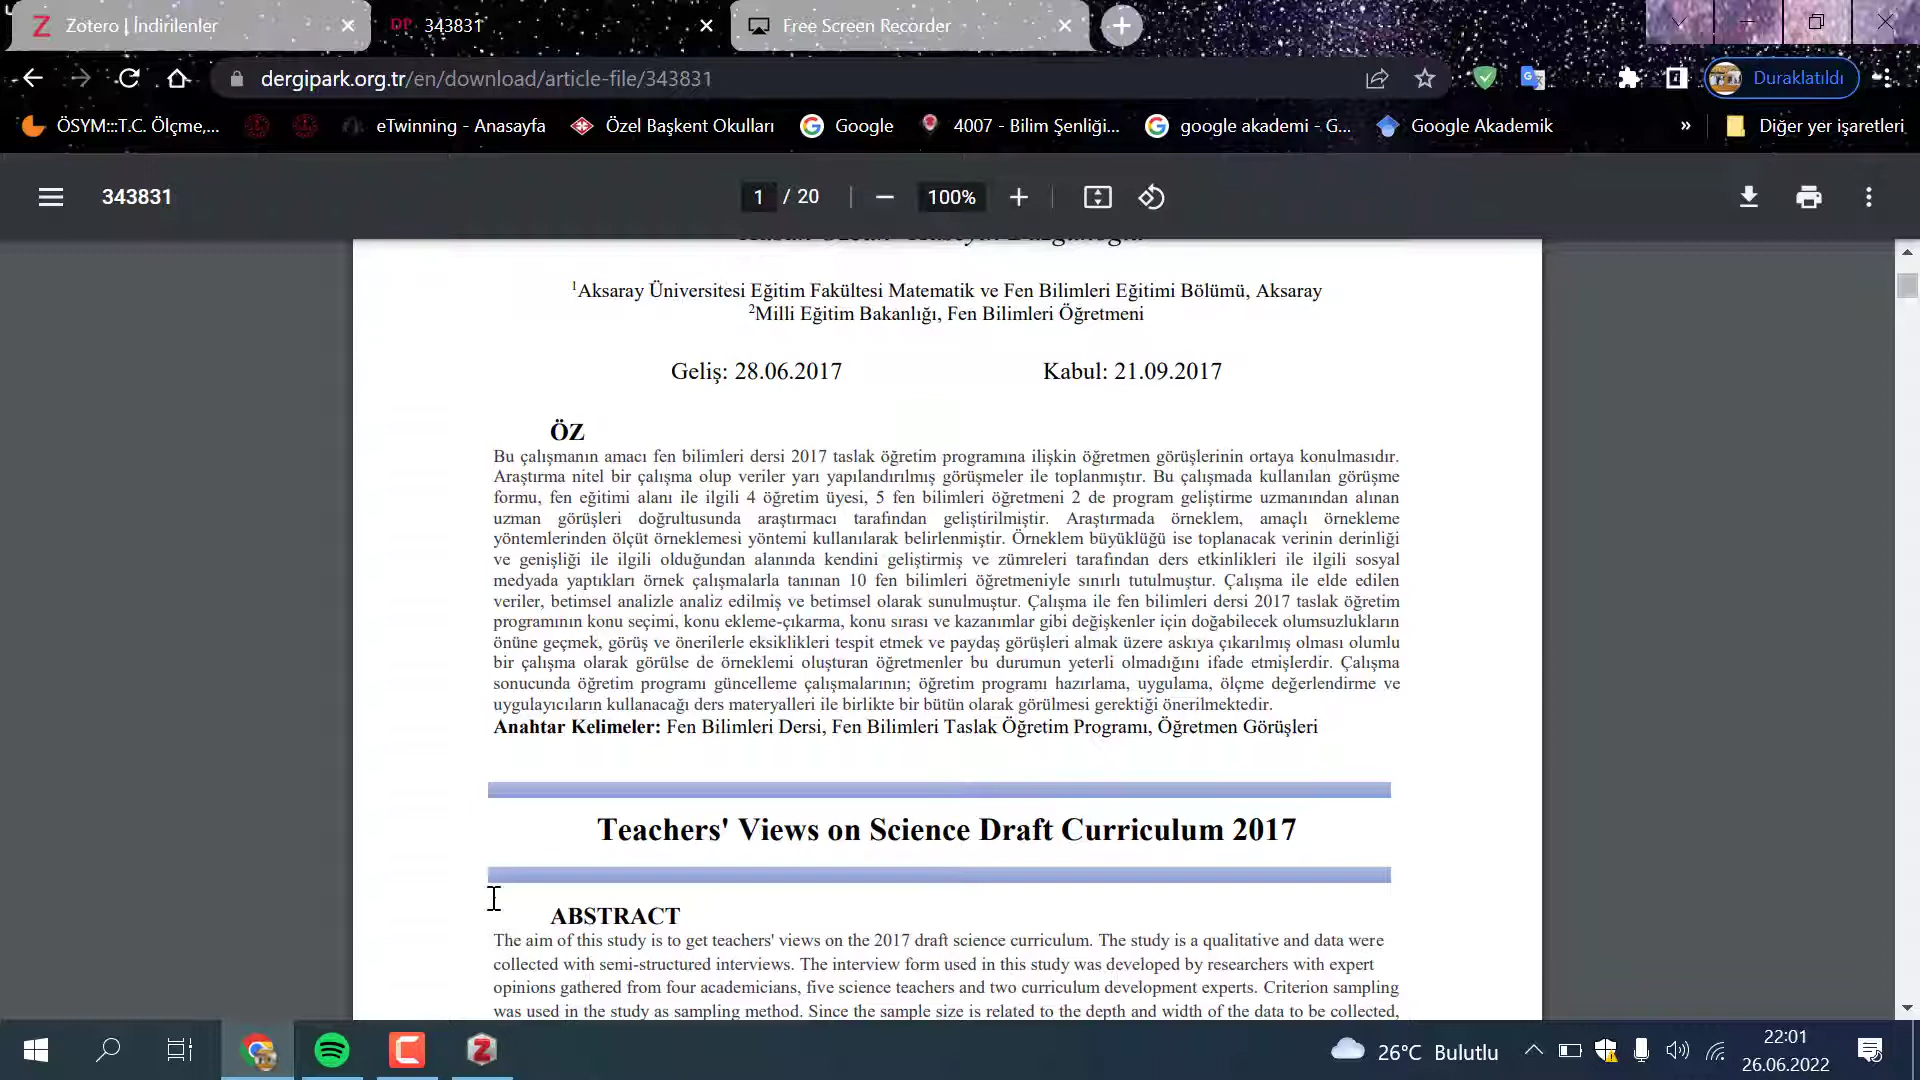 Zotero | İndirilenler
DP 343831
Free Screen Recorder
dergipark.org.tr/en/download/article-file/343831
Duraklatıldı
ÖSYM:::T.C. Ölçme,...
eTwinning - Anasayfa
Özel Başkent Okulları
Google
4007 - Bilim Şenliği...
google akademi - G...
Google Akademik
»
Diğer yer işaretleri
343831
1 / 20
100%
1Aksaray Üniversitesi Eğitim Fakültesi Matematik ve Fen Bilimleri Eğitimi Bölümü, Aksaray
2Milli Eğitim Bakanlığı, Fen Bilimleri Öğretmeni
Geliş: 28.06.2017 Kabul: 21.09.2017
ÖZ
Bu çalışmanın amacı fen bilimleri dersi 2017 taslak öğretim programına ilişkin öğretmen görüşlerinin ortaya konulmasıdır.
Araştırma nitel bir çalışma olup veriler yarı yapılandırılmış görüşmeler ile toplanmıştır. Bu çalışmada kullanılan görüşme
formu, fen eğitimi alanı ile ilgili 4 öğretim üyesi, 5 fen bilimleri öğretmeni 2 de program geliştirme uzmanından alınan
uzman görüşleri doğrultusunda araştırmacı tarafından geliştirilmiştir. Araştırmada örneklem, amaçlı örnekleme
yöntemlerinden ölçüt örneklemesi yöntemi kullanılarak belirlenmiştir. Örneklem büyüklüğü ise toplanacak verinin derinliği
ve genişliği ile ilgili olduğundan alanında kendini geliştirmiş ve zümreleri tarafından ders etkinlikleri ile ilgili sosyal
medyada yaptıkları örnek çalışmalarla tanınan 10 fen bilimleri öğretmeniyle sınırlı tutulmuştur. Çalışma ile elde edilen
veriler, betimsel analizle analiz edilmiş ve betimsel olarak sunulmuştur. Çalışma ile fen bilimleri dersi 2017 taslak öğretim
programının konu seçimi, konu ekleme-çıkarma, konu sırası ve kazanımlar gibi değişkenler için doğabilecek olumsuzlukların
önüne geçmek, görüş ve önerilerle eksiklikleri tespit etmek ve paydaş görüşleri almak üzere askıya çıkarılmış olması olumlu
bir çalışma olarak görülse de örneklemi oluşturan öğretmenler bu durumun yeterli olmadığını ifade etmişlerdir. Çalışma
sonucunda öğretim programı güncelleme çalışmalarının; öğretim programı hazırlama, uygulama, ölçme değerlendirme ve
uygulayıcıların kullanacağı ders materyalleri ile birlikte bir bütün olarak görülmesi gerektiği önerilmektedir.
Anahtar Kelimeler: Fen Bilimleri Dersi, Fen Bilimleri Taslak Öğretim Programı, Öğretmen Görüşleri
Teachers' Views on Science Draft Curriculum 2017
ABSTRACT
The aim of this study is to get teachers' views on the 2017 draft science curriculum. The study is a qualitative and data were
collected with semi-structured interviews. The interview form used in this study was developed by researchers with expert
opinions gathered from four academicians, five science teachers and two curriculum development experts. Criterion sampling
was used in the study as sampling method. Since the sample size is related to the depth and width of the data to be collected,
26°C Bulutlu
22:01
26.06.2022